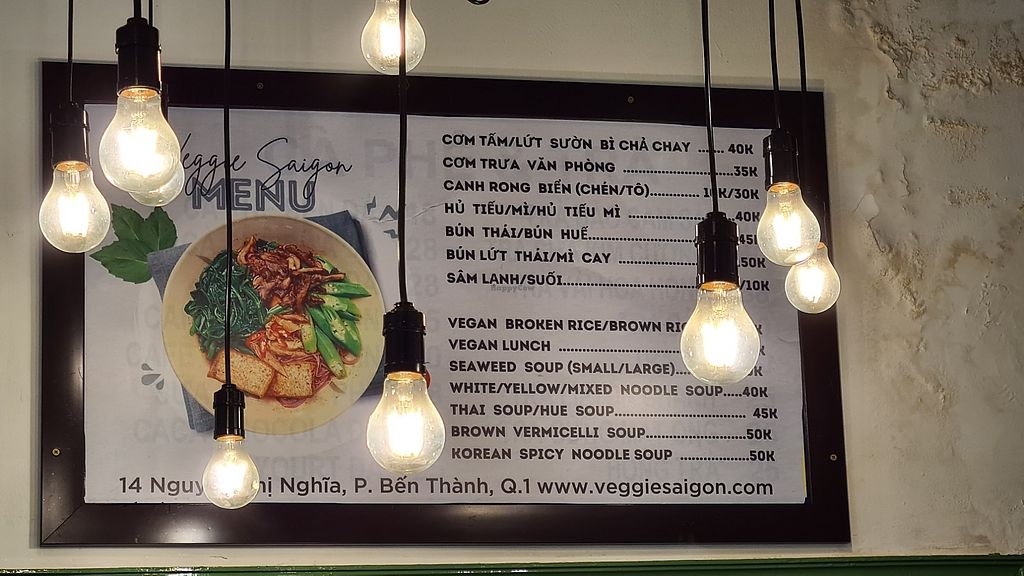 Veggie Saigon
MENU
CƠM TẤM/LỨT SƯỜN BÌ CHẢ CHAY ...... 40K
CƠM TRƯA VĂN PHÒNG ...............................35K
CANH RONG BIỂN (CHÉN/TÔ)............. /30K
HỦ TIẾU/MÌ/HỦ TIẾU MÌ ........................40K
BÚN THÁI/BÚN HUẾ
BÚN LỨT THÁI/MÌ CAY ..................50K
SÂM LẠNH/SUỐI........................./10K
HappyCow
VEGAN BROKEN RICE/BROWN
VEGAN LUNCH
SEAWEED SOUP (SMALL/LARGE)
WHITE/YELLOW/MIXED NOODLE SOUP.....40K
THAI SOUP/HUE SOUP............................... 45K
BROWN VERMICELLI SOUP.......................50K
KOREAN SPICY NOODLE SOUP ...............50K
14 Nghĩa, P. Bến Thành, Q.1 www.veggiesaigon.com